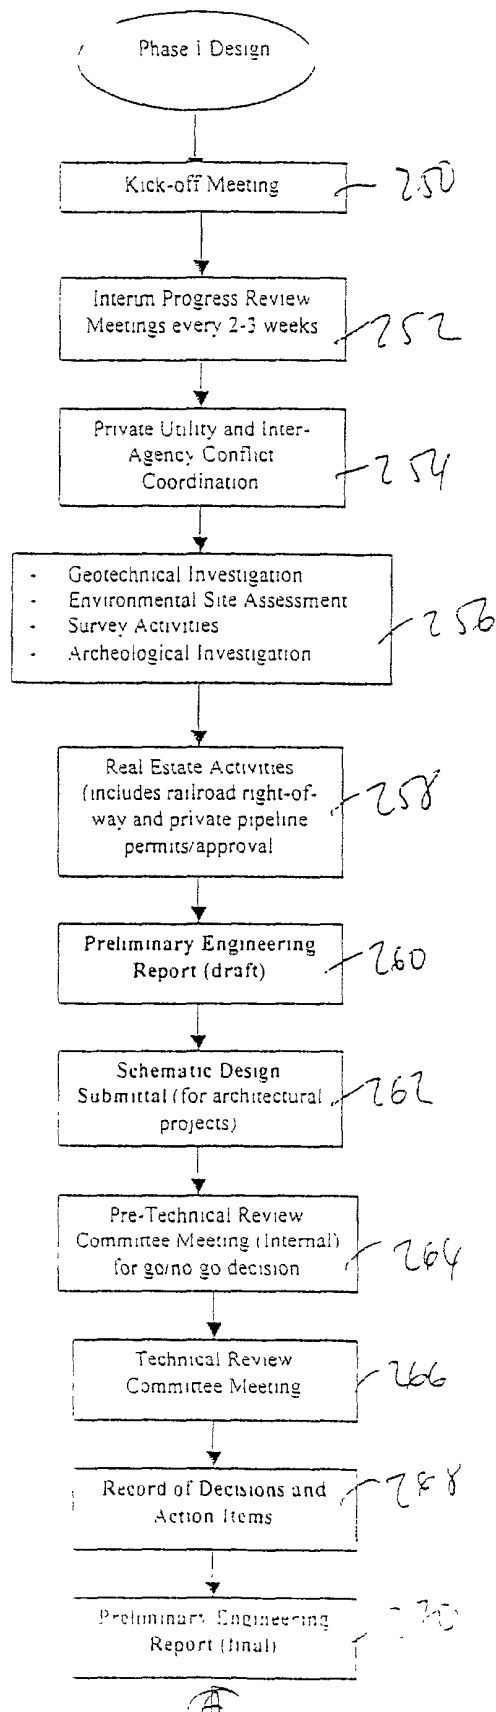 Phase i Design
Kick-off Meeting
250
Interim Progress Review
Meetings every 2-3 weeks
252
Private Utility and Inter-
Agency Conflict
Coordination
254
- Geotechnical Investigation
- Environmental Site Assessment
- Survey Activities
- Archeological Investigation
256
Real Estate Activities
(includes railroad right-of-
way and private pipeline
permits/approval
258
Preliminary Engineering
Report (draft)
260
Schematic Design
Submittal (for architectural
projects)
262
Pre-Technical Review
Committee Meeting (Internal)
for go/no go decision
264
Technical Review
Committee Meeting
266
Record of Decisions and
Action Items
268
Preliminary Engineering
Report (final)
A